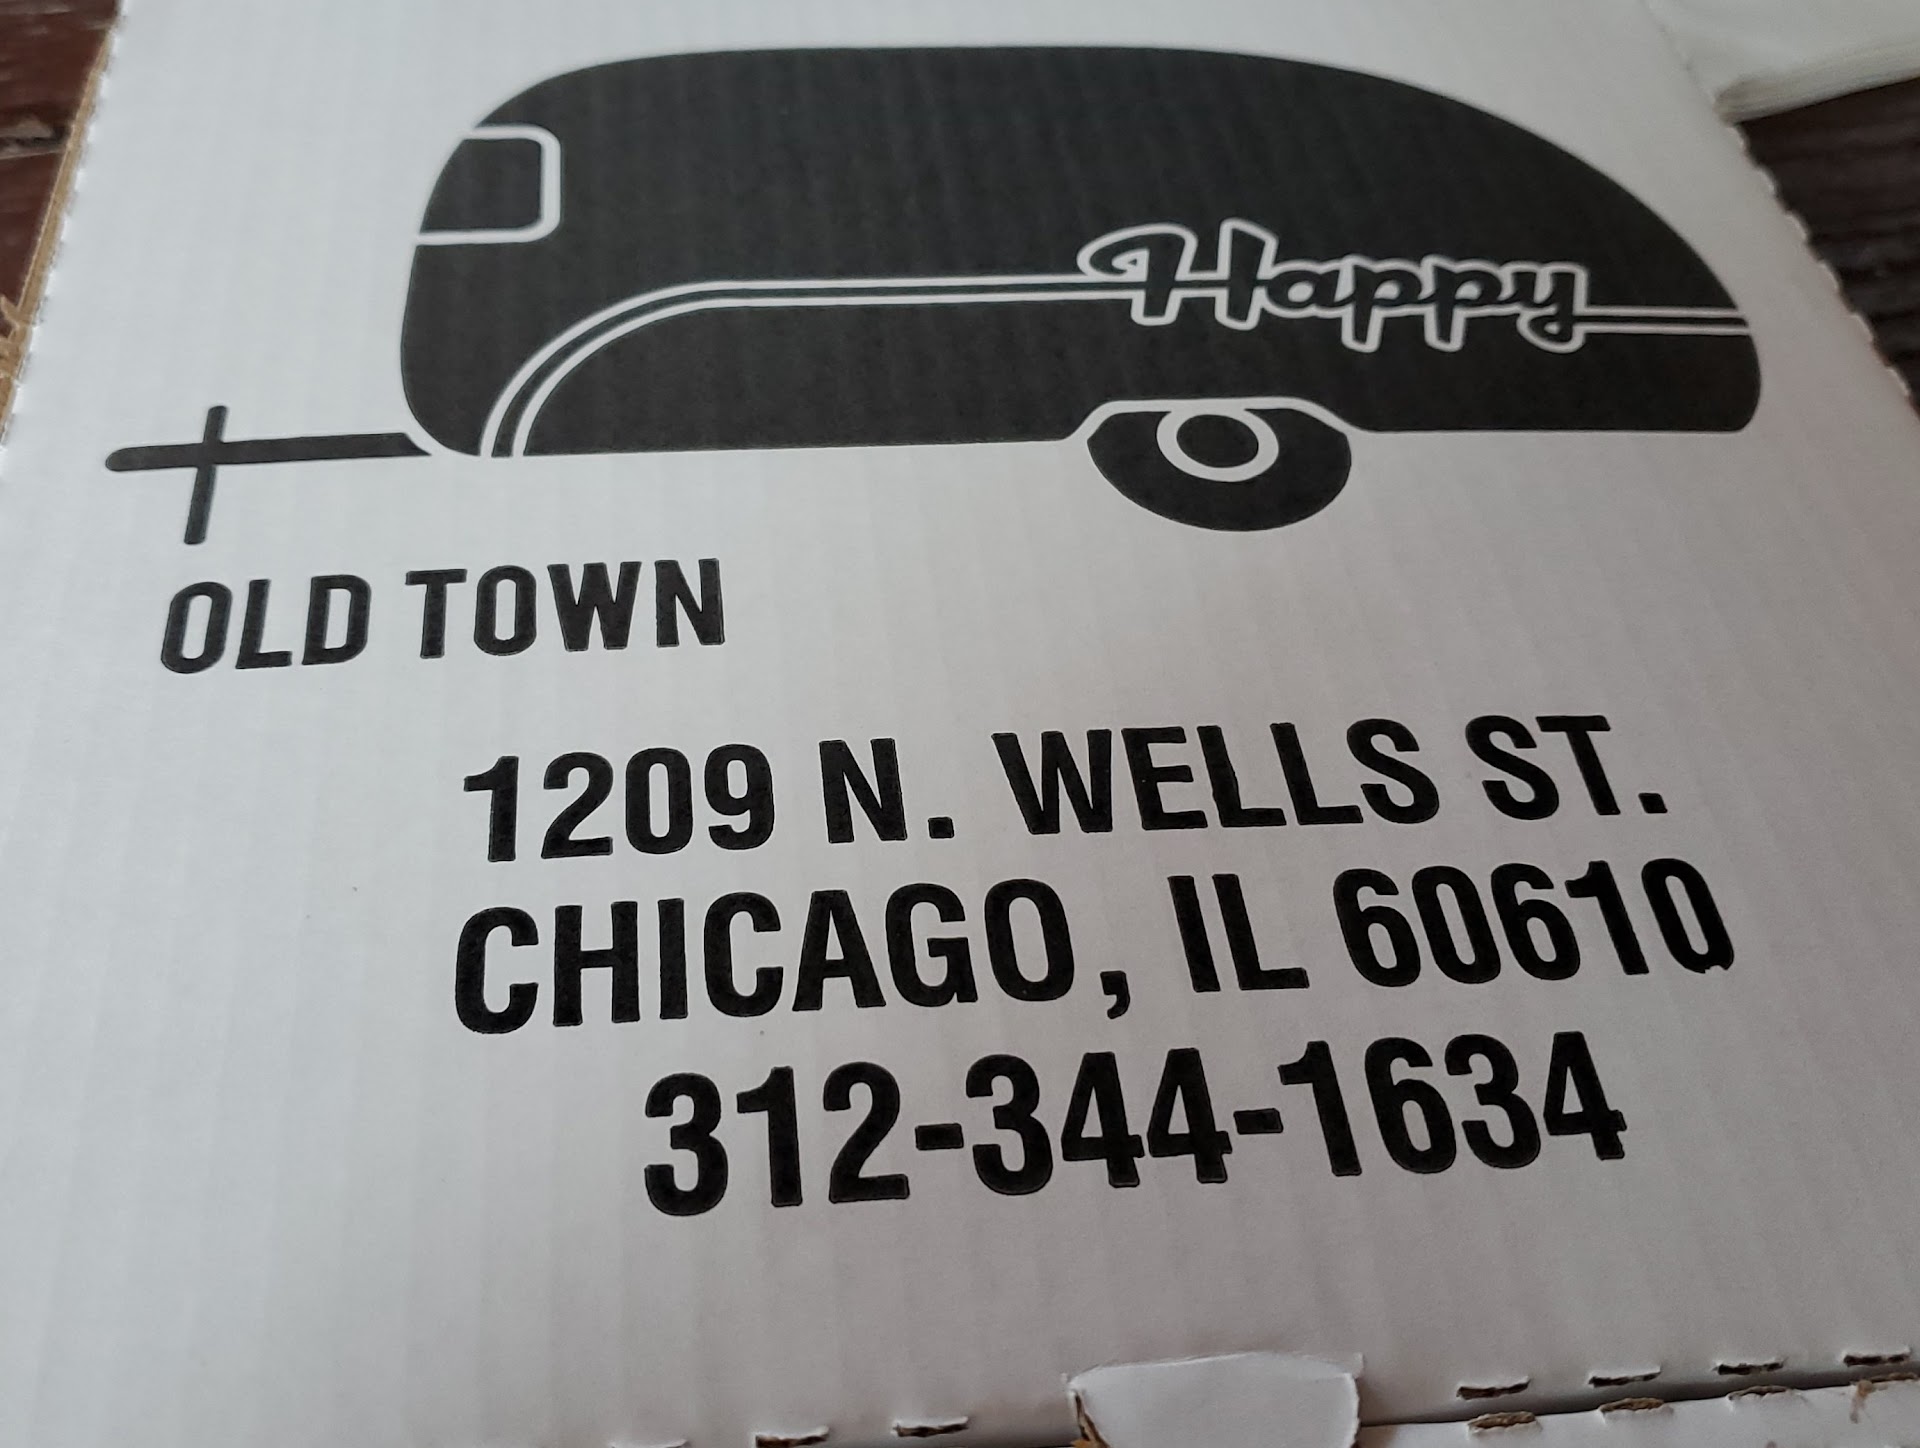 Happy
OLD TOWN
1209 N. WELLS ST.
CHICAGO, IL 60610
312-344-1634